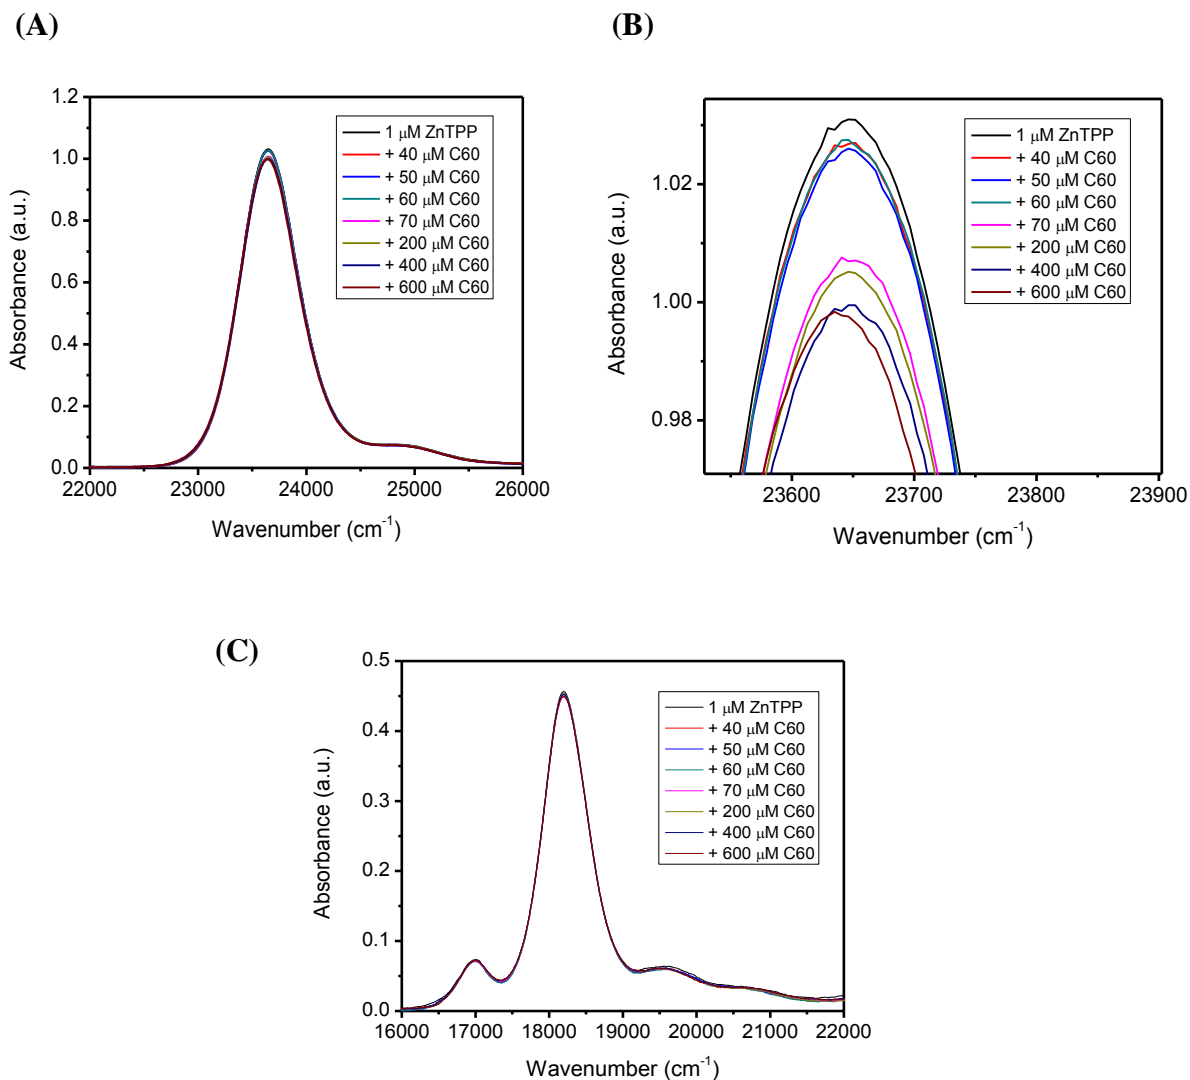 (A)
1.2
1.0
0.8
0.6
0.4
0.2
0.0
Absorbance (a.u.)
22000 23000 24000 25000 26000
Wavenumber (cm⁻¹)
1 μM ZnTPP
+ 40 μM C60
+ 50 μM C60
+ 60 μM C60
+ 70 μM C60
+ 200 μM C60
+ 400 μM C60
+ 600 μM C60
(B)
1.02
1.00
0.98
Absorbance (a.u.)
23600 23700 23800 23900
Wavenumber (cm⁻¹)
1 μM ZnTPP
+ 40 μM C60
+ 50 μM C60
+ 60 μM C60
+ 70 μM C60
+ 200 μM C60
+ 400 μM C60
+ 600 μM C60
(C)
0.5
0.4
0.3
0.2
0.1
0.0
Absorbance (a.u.)
16000 17000 18000 19000 20000 21000 22000
Wavenumber (cm⁻¹)
1 μM ZnTPP
+ 40 μM C60
+ 50 μM C60
+ 60 μM C60
+ 70 μM C60
+ 200 μM C60
+ 400 μM C60
+ 600 μM C60